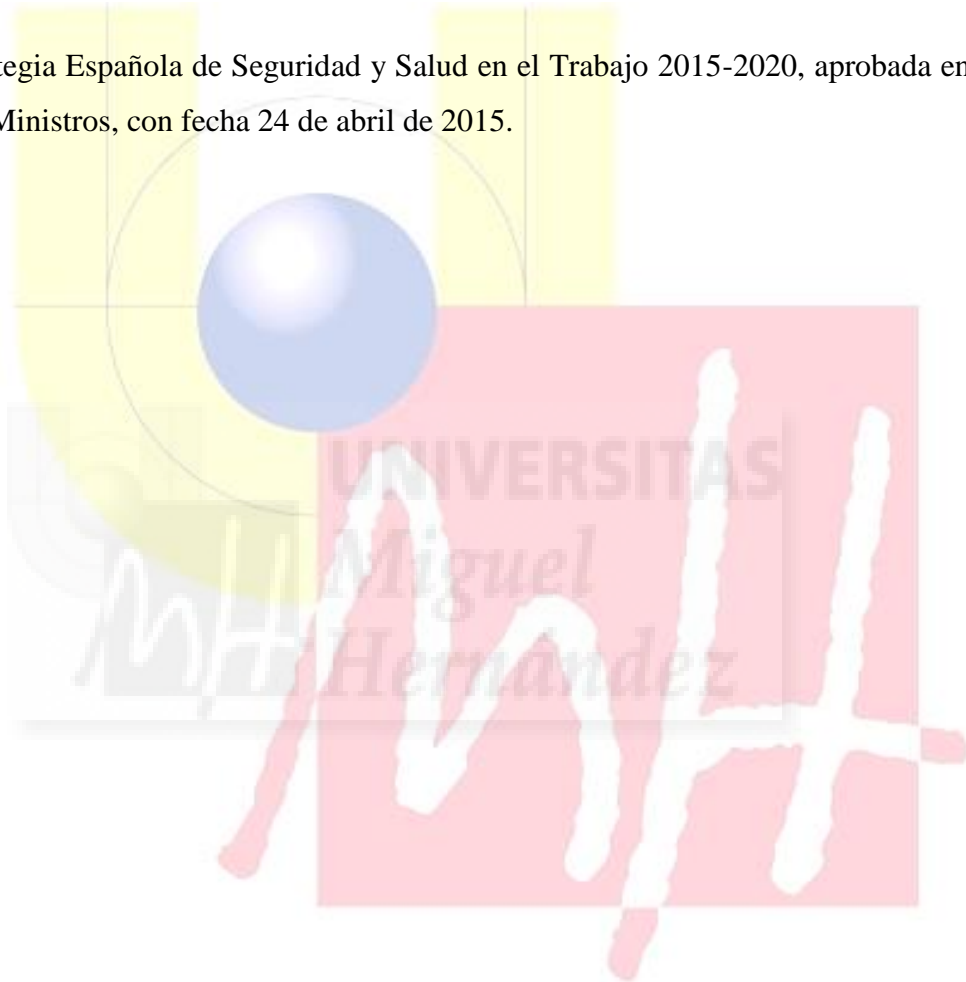 tegia Española de Seguridad y Salud en el Trabajo 2015-2020, aprobada en
Ministros, con fecha 24 de abril de 2015.
UNIVERSITAS
Miguel
Hernández
MH